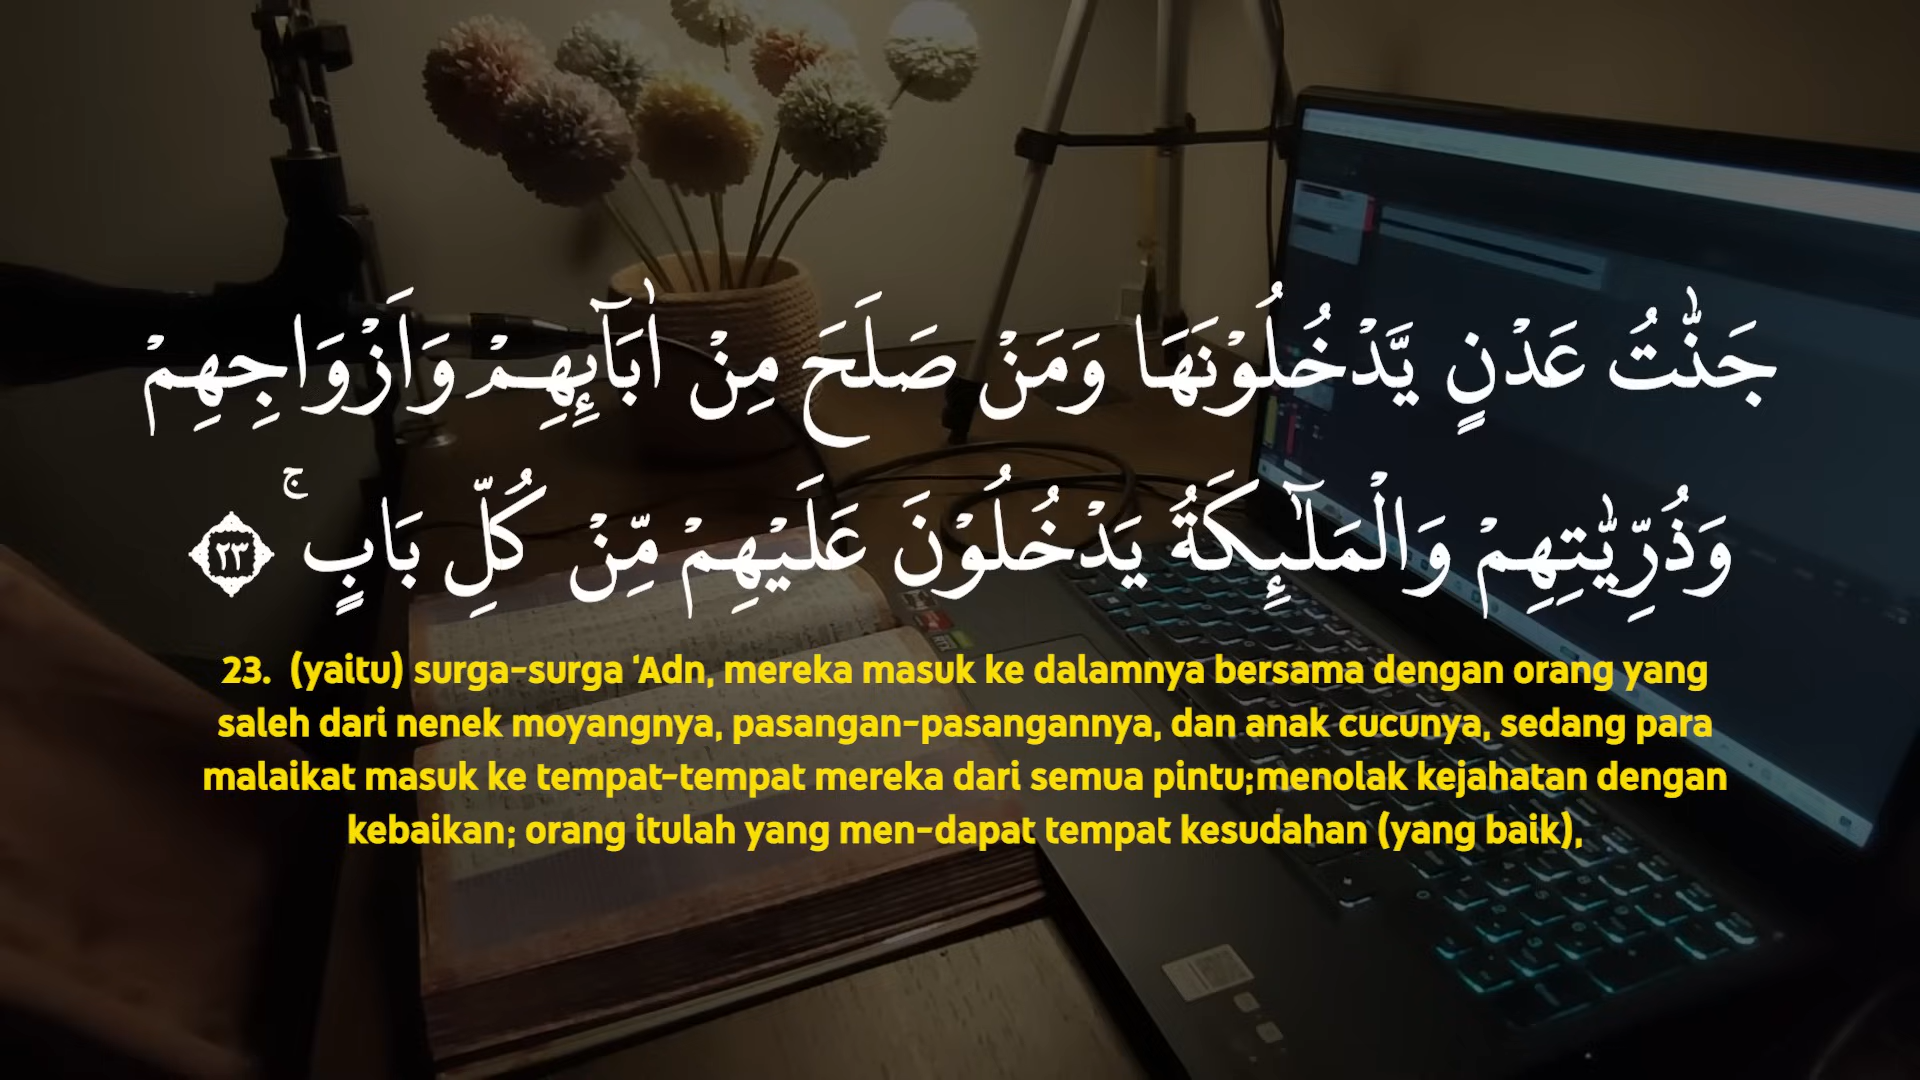 جَنّٰتُ عَدْنٍ يَّدْخُلُوْنَهَا وَمَنْ صَلَحَ مِنْ اٰبَاۤىِٕهِمْ وَاَزْوَاجِهِمْ
وَذُرِّيّٰتِهِمْ وَالْمَلٰۤىِٕكَةُ يَدْخُلُوْنَ عَلَيْهِمْ مِّنْ كُلِّ بَابٍۚ ٢٣
23. (yaitu) surga-surga ‘Adn, mereka masuk ke dalamnya bersama dengan orang yang
saleh dari nenek moyangnya, pasangan-pasangannya, dan anak cucunya, sedang para
malaikat masuk ke tempat-tempat mereka dari semua pintu;menolak kejahatan dengan
kebaikan; orang itulah yang men-dapat tempat kesudahan (yang baik),